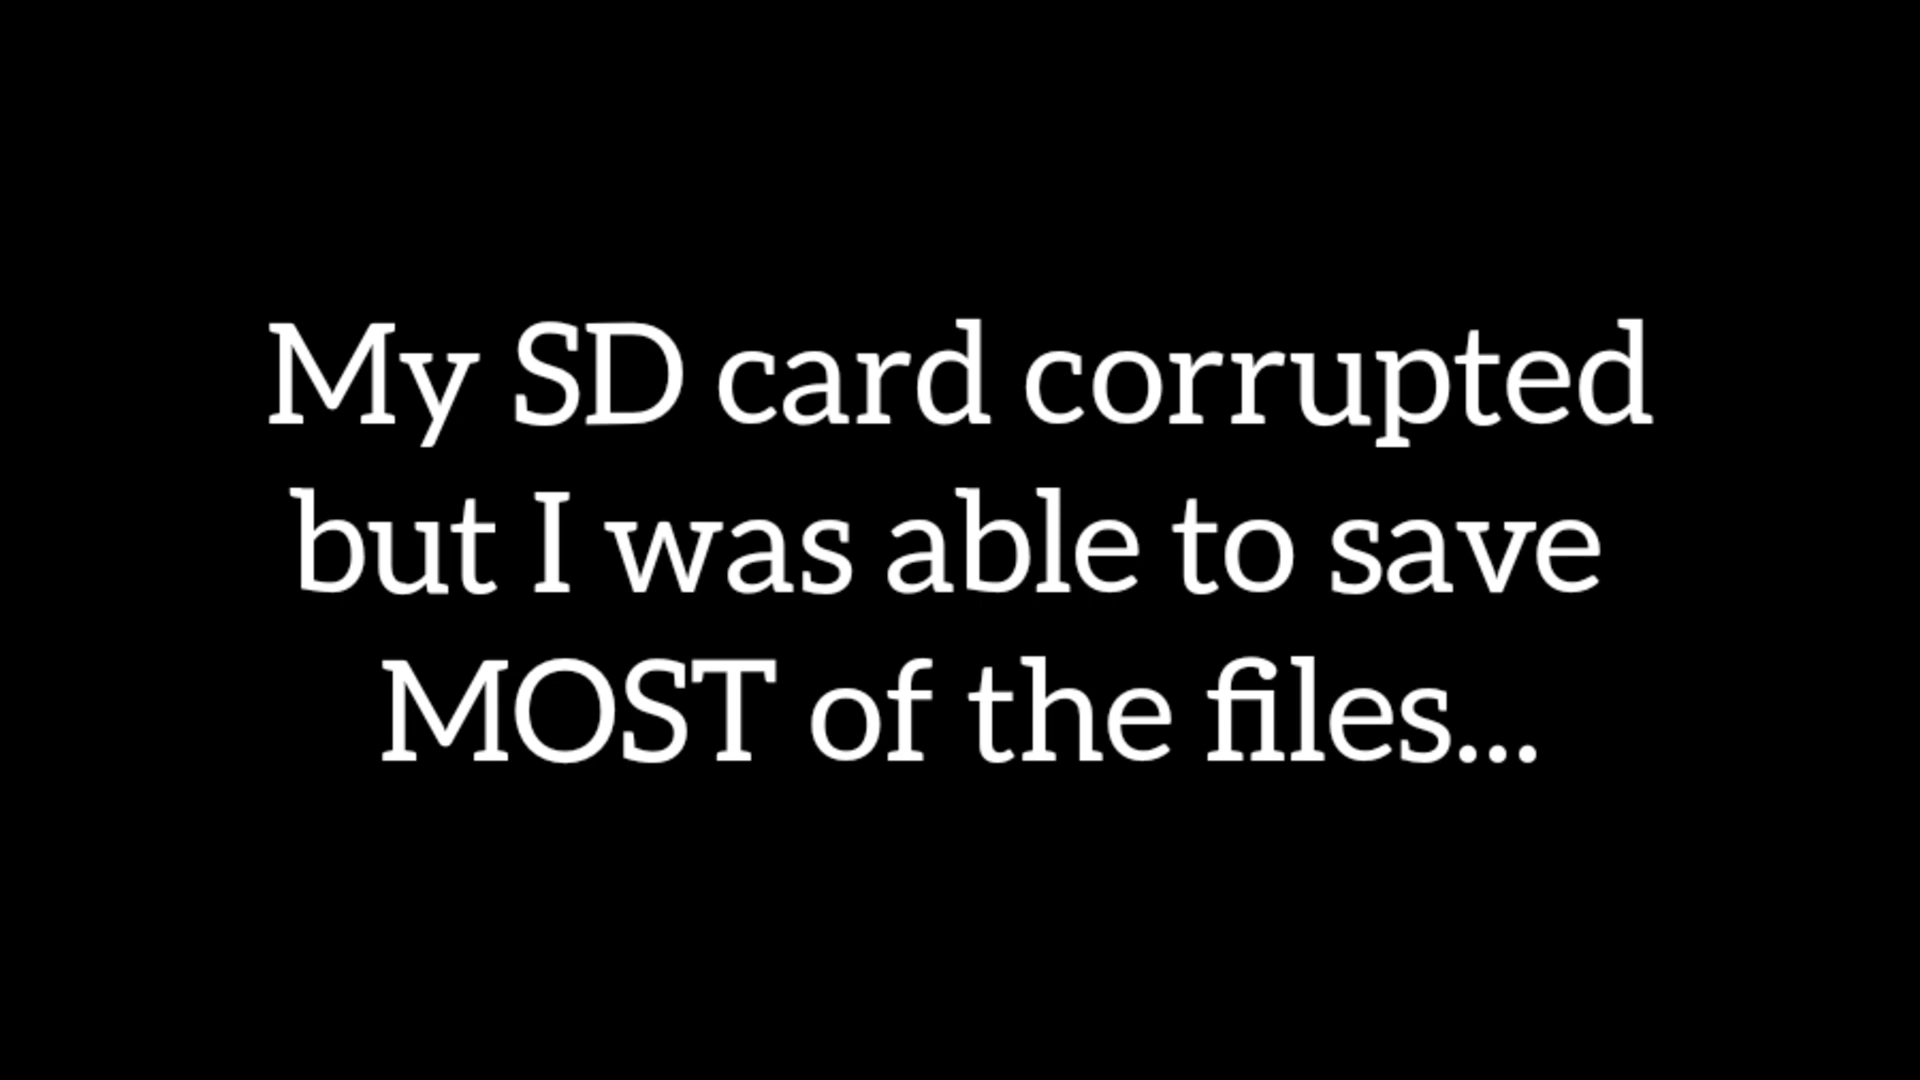 My SD card corrupted
but I was able to save
MOST of the files...